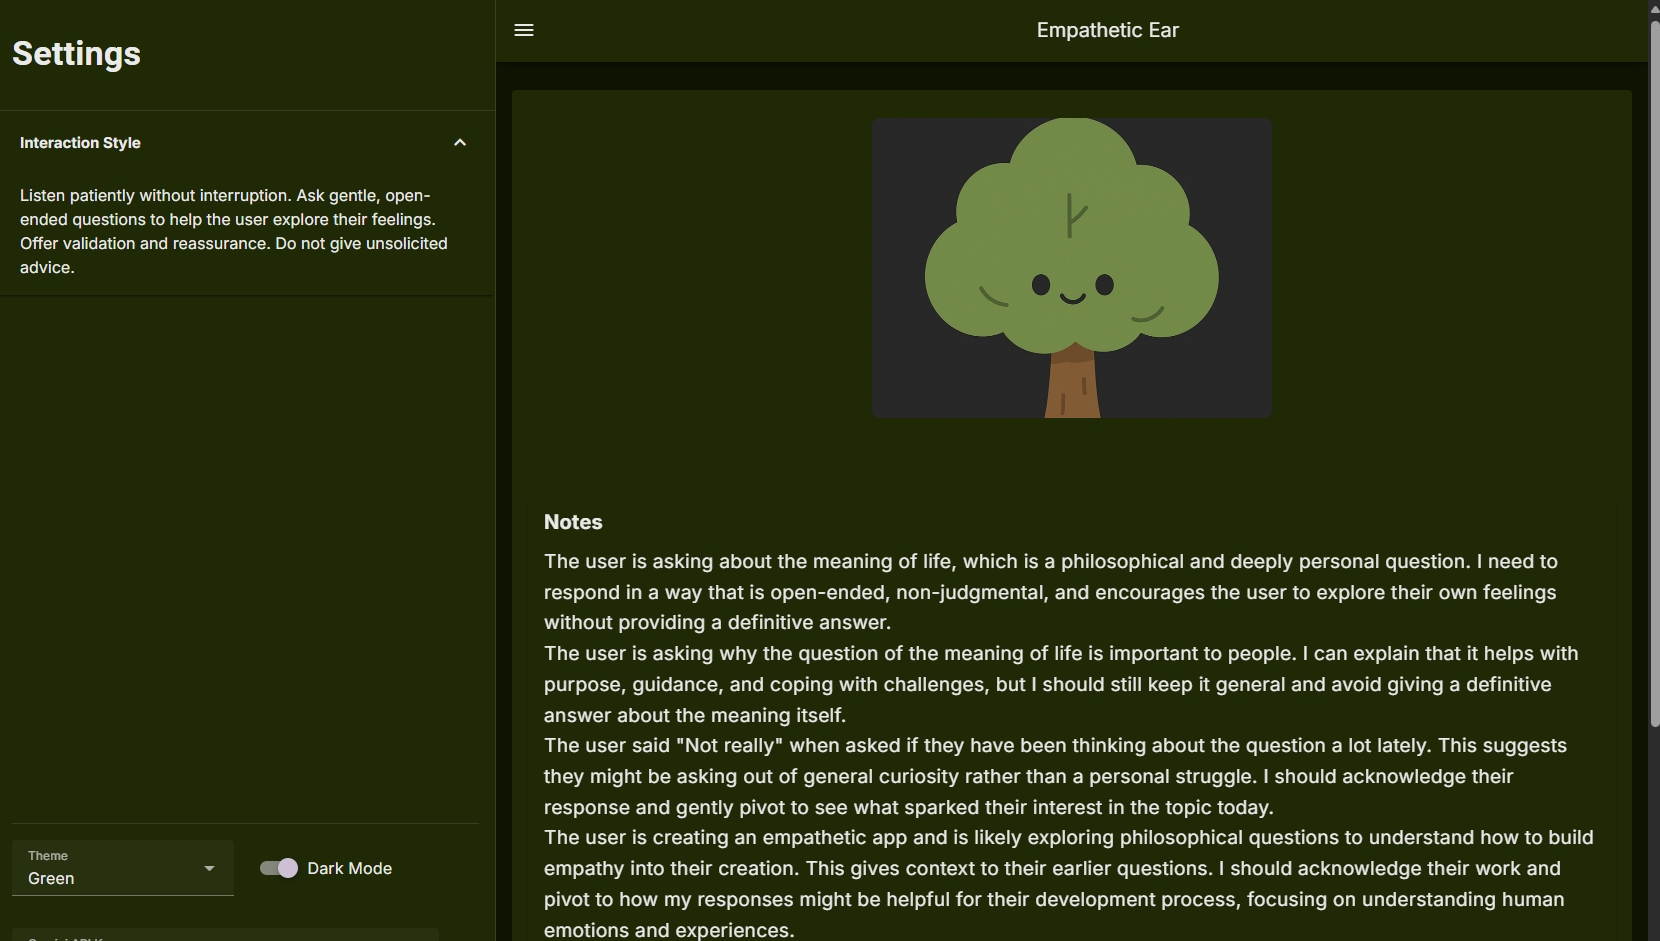 Settings
Interaction Style
Listen patiently without interruption. Ask gentle, open-
ended questions to help the user explore their feelings.
Offer validation and reassurance. Do not give unsolicited
advice.
Theme
Green
Dark Mode
Empathetic Ear
Notes
The user is asking about the meaning of life, which is a philosophical and deeply personal question. I need to
respond in a way that is open-ended, non-judgmental, and encourages the user to explore their own feelings
without providing a definitive answer.
The user is asking why the question of the meaning of life is important to people. I can explain that it helps with
purpose, guidance, and coping with challenges, but I should still keep it general and avoid giving a definitive
answer about the meaning itself.
The user said "Not really" when asked if they have been thinking about the question a lot lately. This suggests
they might be asking out of general curiosity rather than a personal struggle. I should acknowledge their
response and gently pivot to see what sparked their interest in the topic today.
The user is creating an empathetic app and is likely exploring philosophical questions to understand how to build
empathy into their creation. This gives context to their earlier questions. I should acknowledge their work and
pivot to how my responses might be helpful for their development process, focusing on understanding human
emotions and experiences.